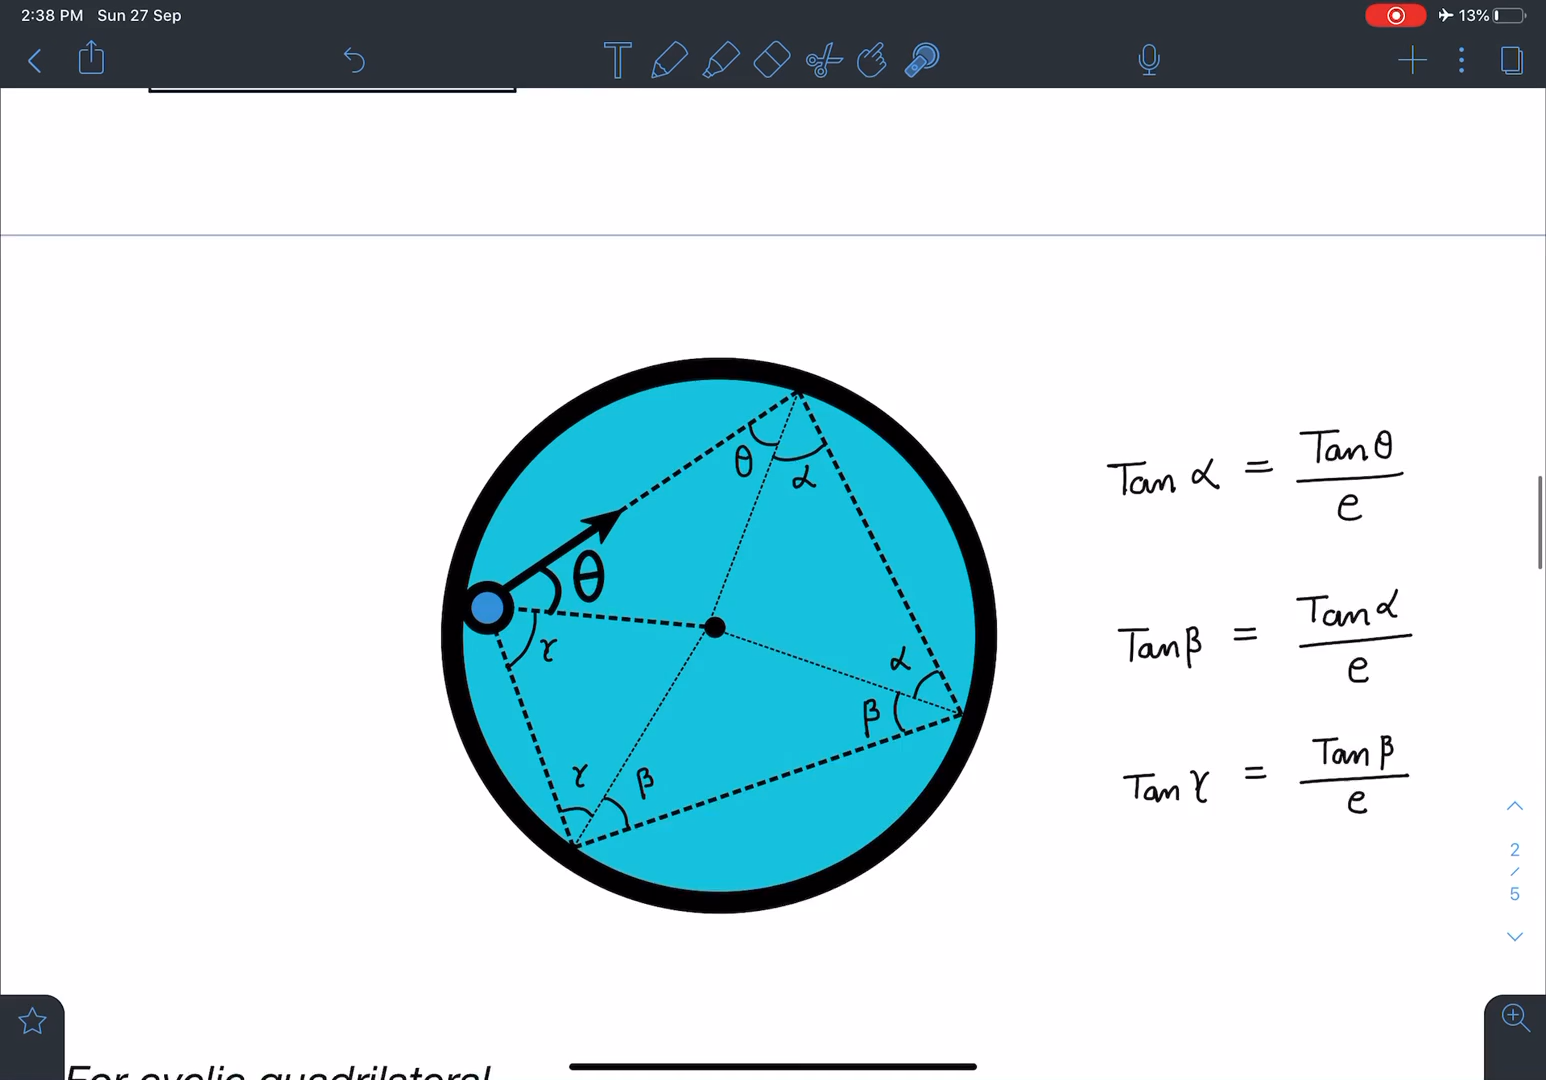 2:38 PM Sun 27 Sep
13%
T
θ
α
θ
γ
α
β
γ
β
Tan α = Tan θ / e
Tan β = Tan α / e
Tan γ = Tan β / e
2
/
5
For cyclic quadrilateral